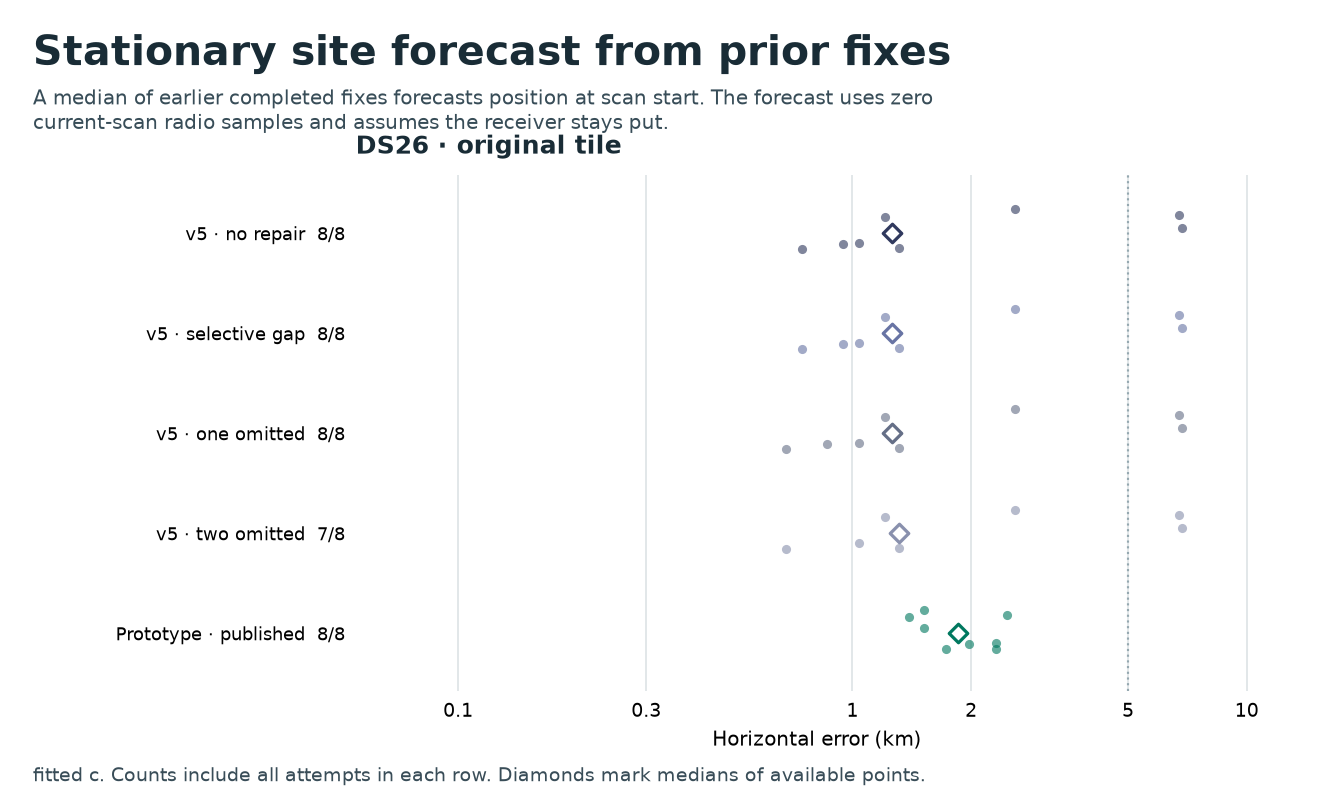 Stationary site forecast from prior fixes
A median of earlier completed fixes forecasts position at scan start. The forecast uses zero
current-scan radio samples and assumes the receiver stays put.
DS26 · original tile
v5 · no repair 8/8
v5 · selective gap 8/8
v5 · one omitted 8/8
v5 · two omitted 7/8
Prototype · published 8/8
0.1 0.3 1 2 5 10
Horizontal error (km)
fitted c. Counts include all attempts in each row. Diamonds mark medians of available points.